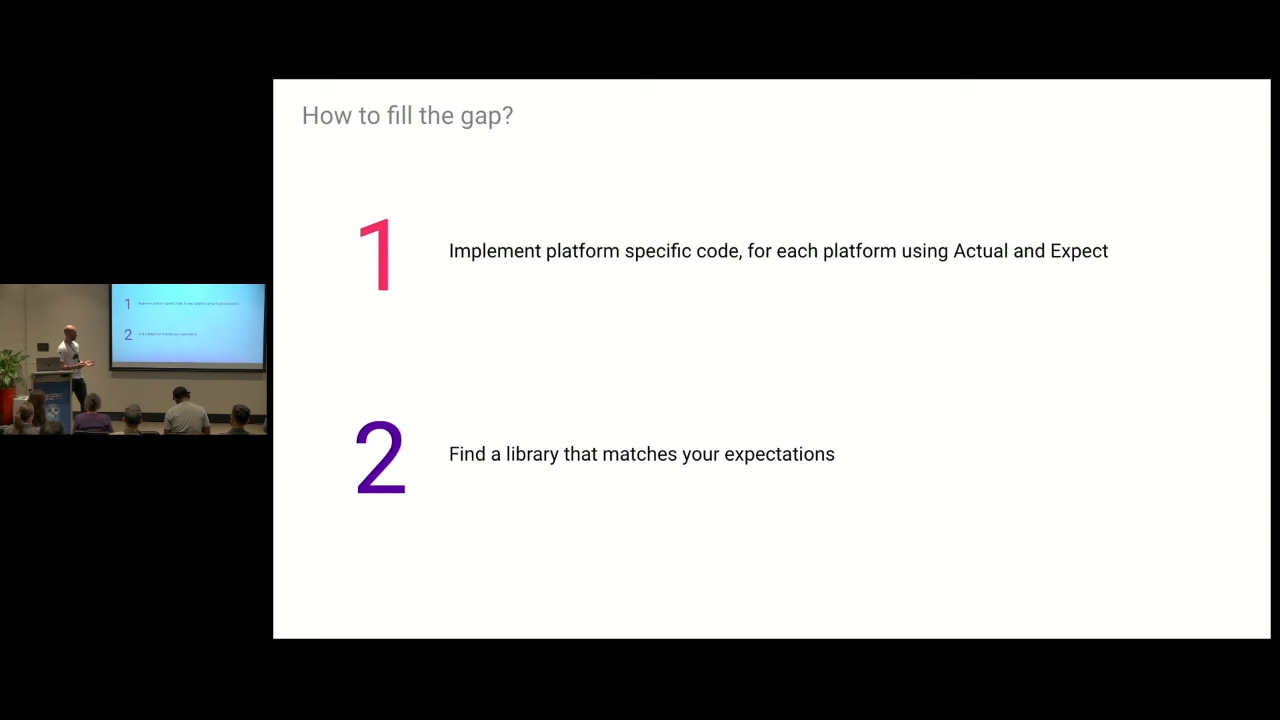 How to fill the gap?
1
Implement platform specific code, for each platform using Actual and Expect
2
Find a library that matches your expectations